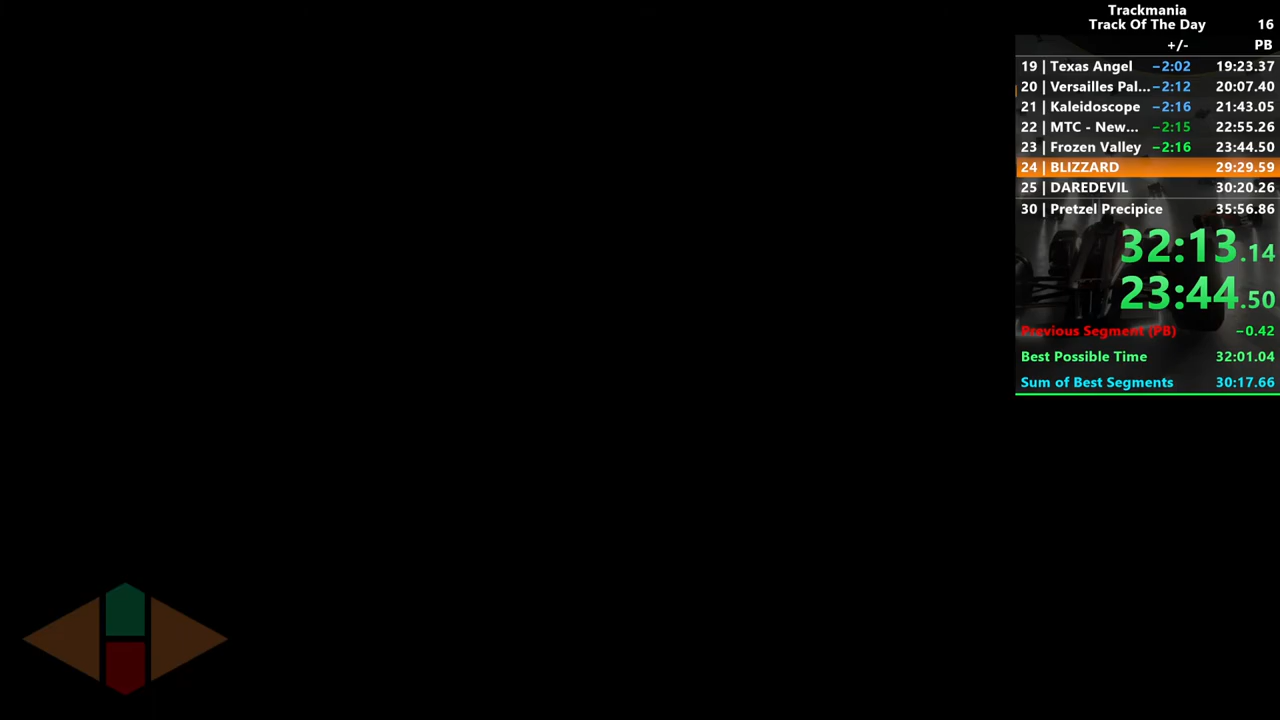 Trackmania
Track Of The Day 16
+/- PB
19 | Texas Angel −2:02 19:23.37
20 | Versailles Pal... −2:12 20:07.40
21 | Kaleidoscope −2:16 21:43.05
22 | MTC - New... −2:15 22:55.26
23 | Frozen Valley −2:16 23:44.50
24 | BLIZZARD 29:29.59
25 | DAREDEVIL 30:20.26
30 | Pretzel Precipice 35:56.86
32:13.14
23:44.50
Previous Segment (PB) −0.42
Best Possible Time 32:01.04
Sum of Best Segments 30:17.66